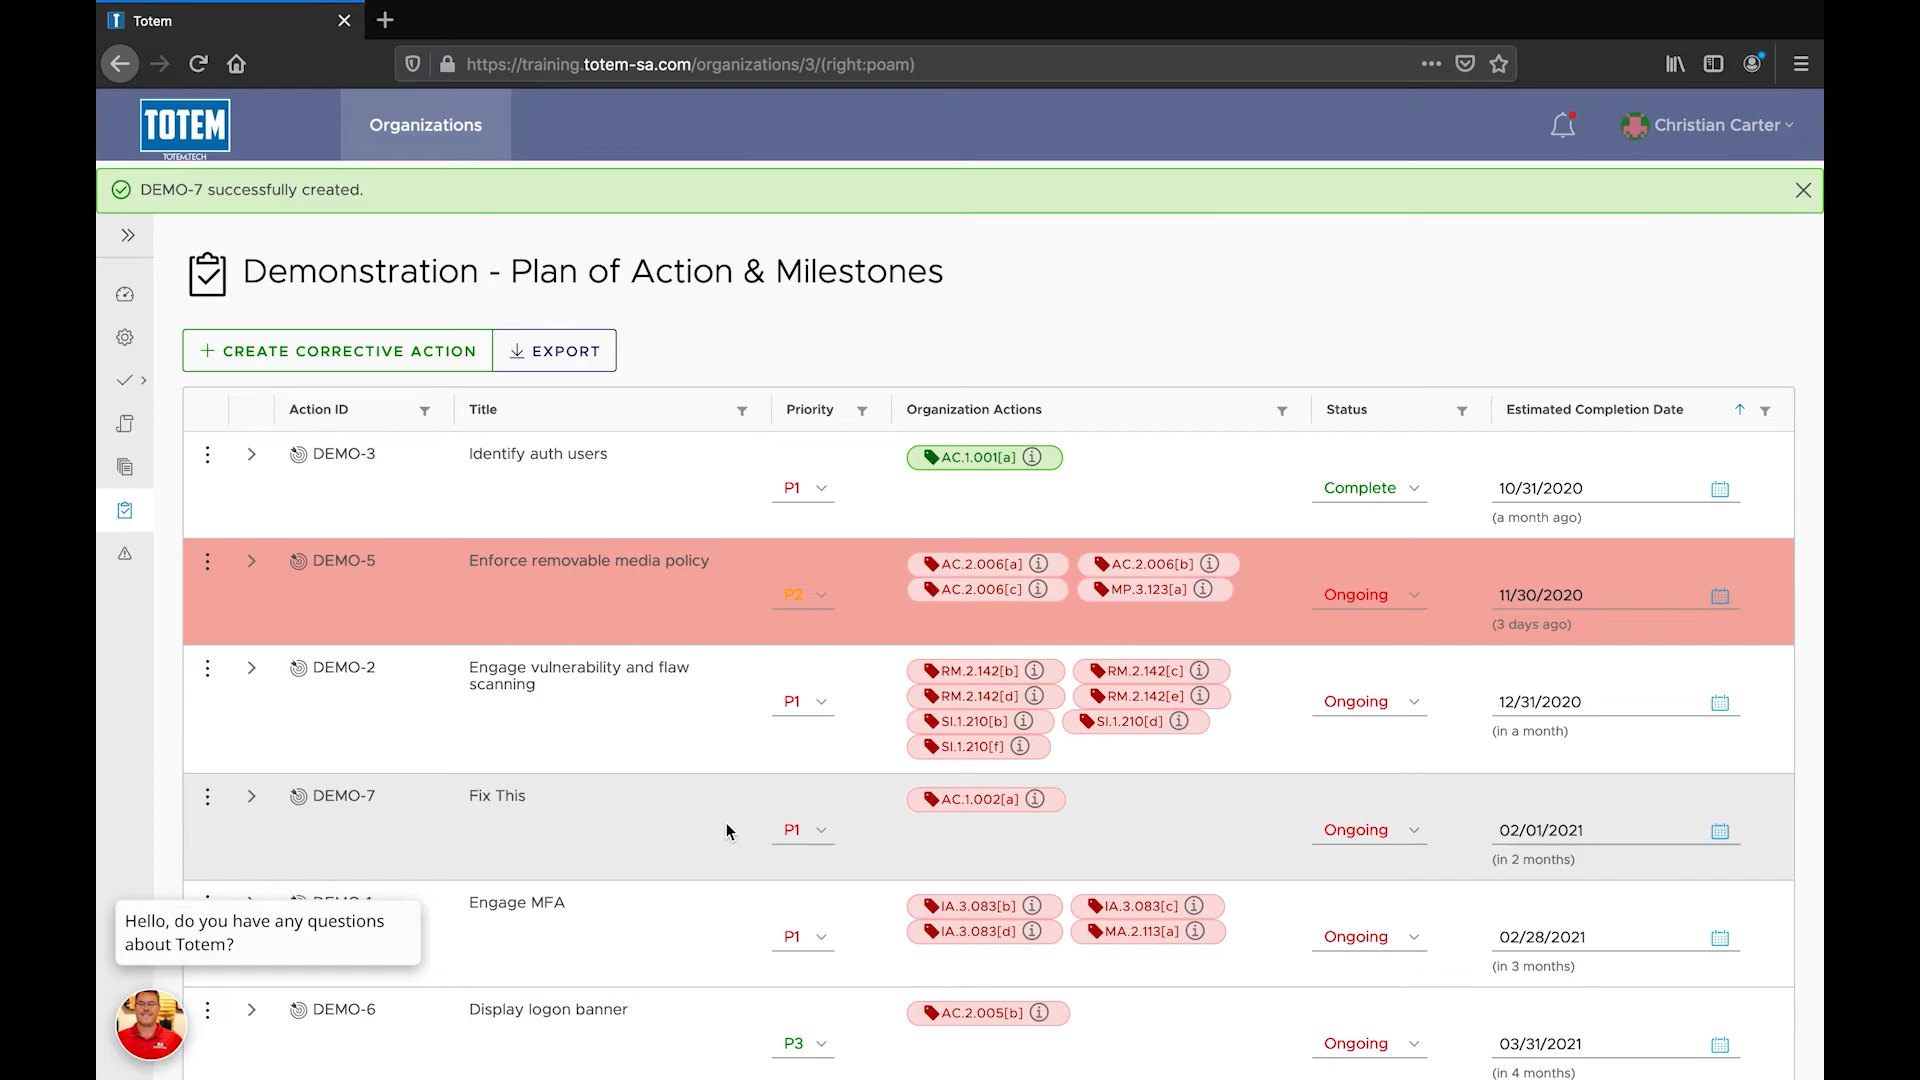 Totem
https://training.totem-sa.com/organizations/3/(right:poam)
TOTEM
TOTEM.TECH
Organizations
Christian Carter
DEMO-7 successfully created.
Demonstration - Plan of Action & Milestones
CREATE CORRECTIVE ACTION
EXPORT
Action ID
Title
Priority
Organization Actions
Status
Estimated Completion Date
DEMO-3
Identify auth users
P1
AC.1.001[a]
Complete
10/31/2020
(a month ago)
DEMO-5
Enforce removable media policy
P2
AC.2.006[a]
AC.2.006[b]
AC.2.006[c]
MP.3.123[a]
Ongoing
11/30/2020
(3 days ago)
DEMO-2
Engage vulnerability and flaw
scanning
P1
RM.2.142[b]
RM.2.142[c]
RM.2.142[d]
RM.2.142[e]
SI.1.210[b]
SI.1.210[d]
SI.1.210[f]
Ongoing
12/31/2020
(in a month)
DEMO-7
Fix This
P1
AC.1.002[a]
Ongoing
02/01/2021
(in 2 months)
Engage MFA
P1
IA.3.083[b]
IA.3.083[c]
IA.3.083[d]
MA.2.113[a]
Ongoing
02/28/2021
(in 3 months)
Hello, do you have any questions
about Totem?
DEMO-6
Display logon banner
P3
AC.2.005[b]
Ongoing
03/31/2021
(in 4 months)